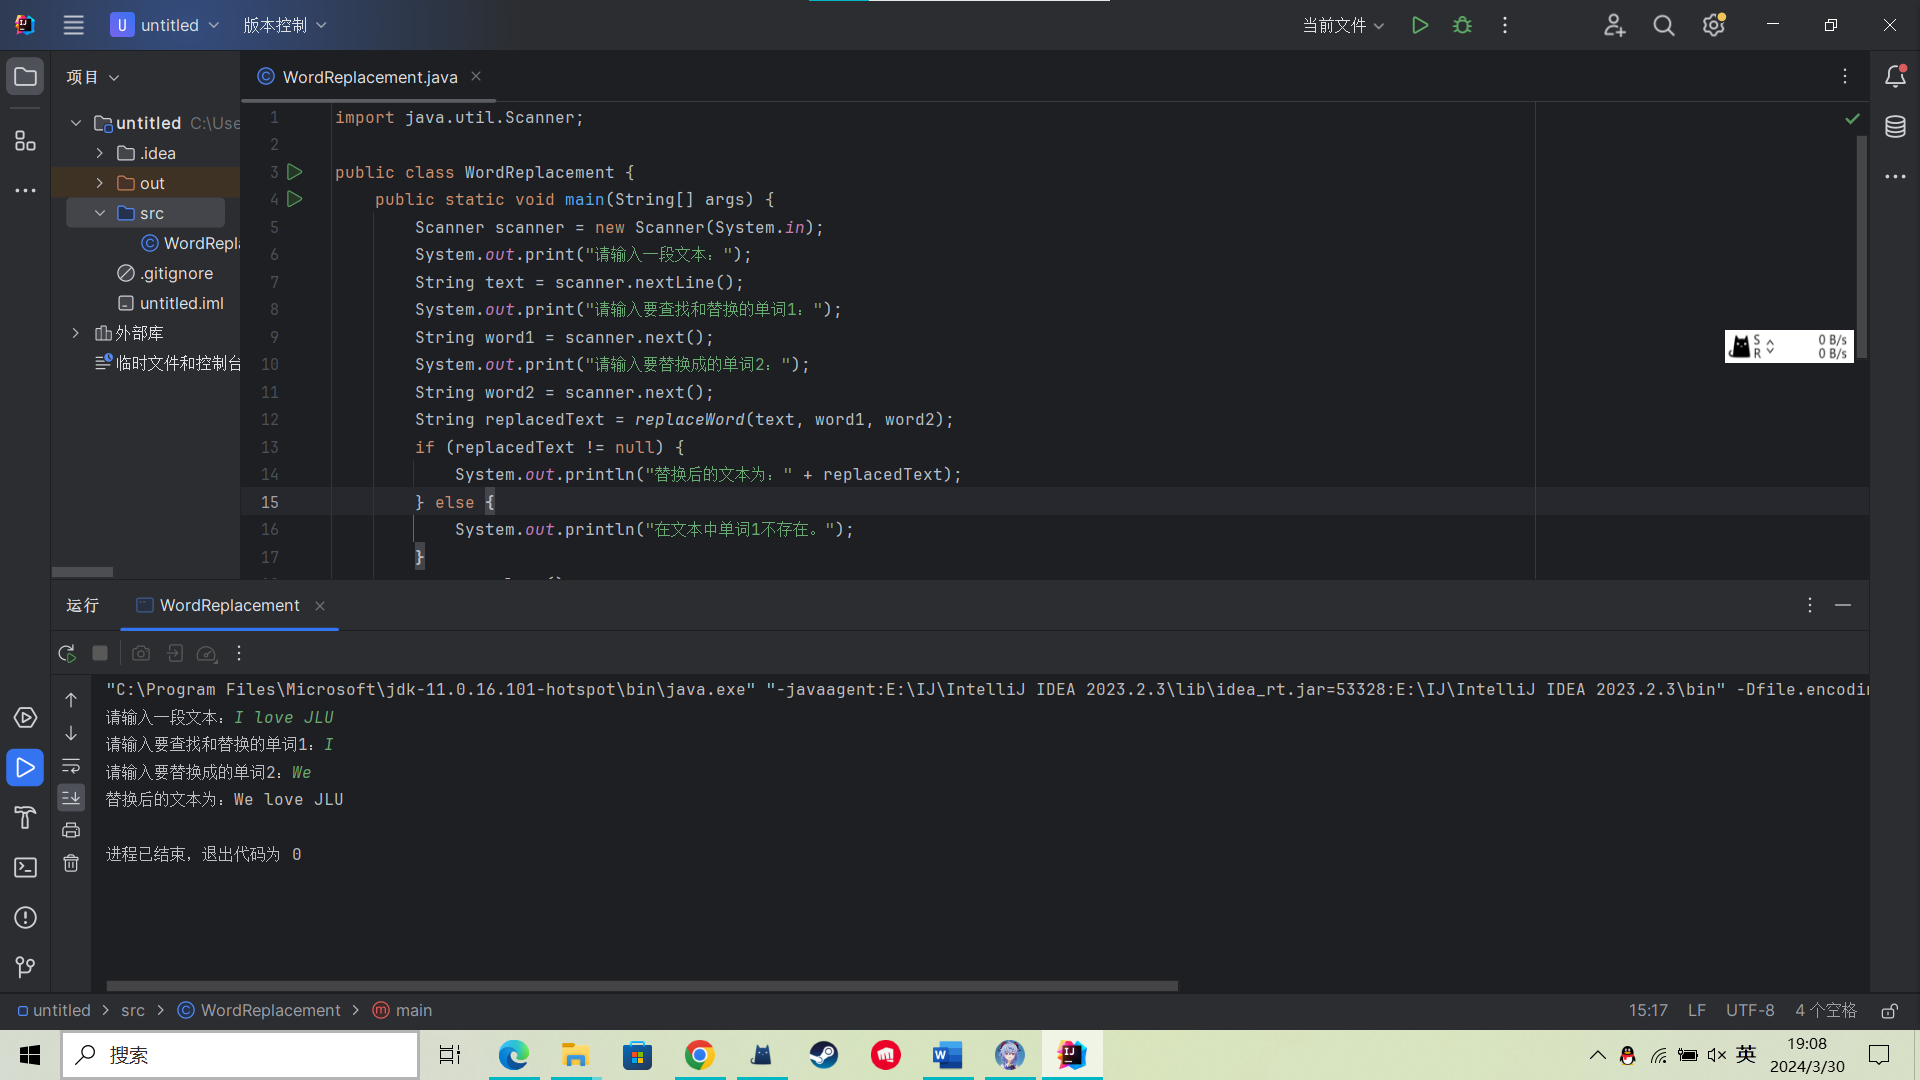 U untitled 版本控制 当前文件
项目 WordReplacement.java
untitled C:\Use
.idea
out
src
WordRepla
.gitignore
untitled.iml
外部库
临时文件和控制台
1 import java.util.Scanner;
2
3 public class WordReplacement {
4 public static void main(String[] args) {
5 Scanner scanner = new Scanner(System.in);
6 System.out.print("请输入一段文本：");
7 String text = scanner.nextLine();
8 System.out.print("请输入要查找和替换的单词1：");
9 String word1 = scanner.next();
10 System.out.print("请输入要替换成的单词2：");
11 String word2 = scanner.next();
12 String replacedText = replaceWord(text, word1, word2);
13 if (replacedText != null) {
14 System.out.println("替换后的文本为：" + replacedText);
15 } else {
16 System.out.println("在文本中单词1不存在。");
17 }
S 0 B/s
R 0 B/s
运行 WordReplacement
"C:\Program Files\Microsoft\jdk-11.0.16.101-hotspot\bin\java.exe" "-javaagent:E:\IJ\IntelliJ IDEA 2023.2.3\lib\idea_rt.jar=53328:E:\IJ\IntelliJ IDEA 2023.2.3\bin" -Dfile.encodin
请输入一段文本：I love JLU
请输入要查找和替换的单词1：I
请输入要替换成的单词2：We
替换后的文本为：We love JLU
进程已结束，退出代码为 0
untitled > src > WordReplacement > main 15:17 LF UTF-8 4 个空格
搜索
英
19:08
2024/3/30